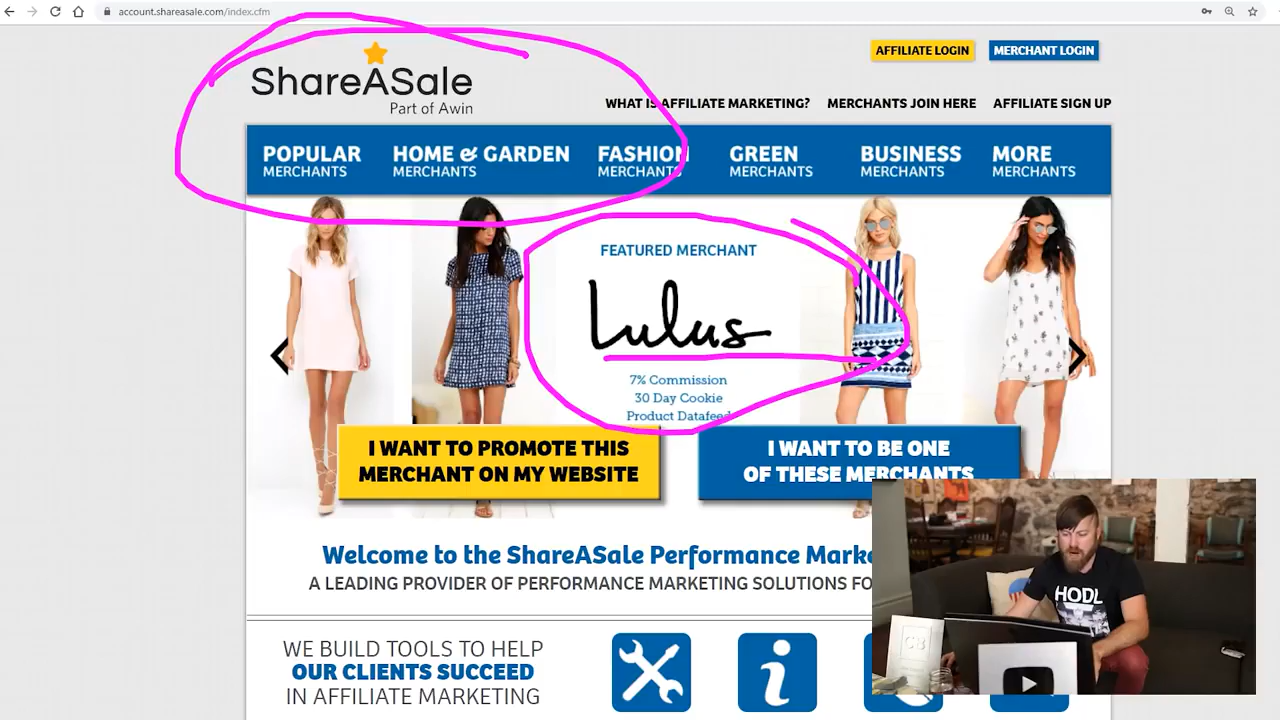 account.shareasale.com/index.cfm
AFFILIATE LOGIN
MERCHANT LOGIN
ShareASale
Part of Awin
WHAT IS AFFILIATE MARKETING?
MERCHANTS JOIN HERE
AFFILIATE SIGN UP
POPULAR
MERCHANTS
HOME & GARDEN
MERCHANTS
FASHION
MERCHANTS
GREEN
MERCHANTS
BUSINESS
MERCHANTS
MORE
MERCHANTS
FEATURED MERCHANT
Lulus
7% Commission
30 Day Cookie
Product Datafeed
I WANT TO PROMOTE THIS
MERCHANT ON MY WEBSITE
I WANT TO BE ONE
OF THESE MERCHANTS
Welcome to the ShareASale Performance Marke
A LEADING PROVIDER OF PERFORMANCE MARKETING SOLUTIONS FO
WE BUILD TOOLS TO HELP
OUR CLIENTS SUCCEED
IN AFFILIATE MARKETING
HODL
CB